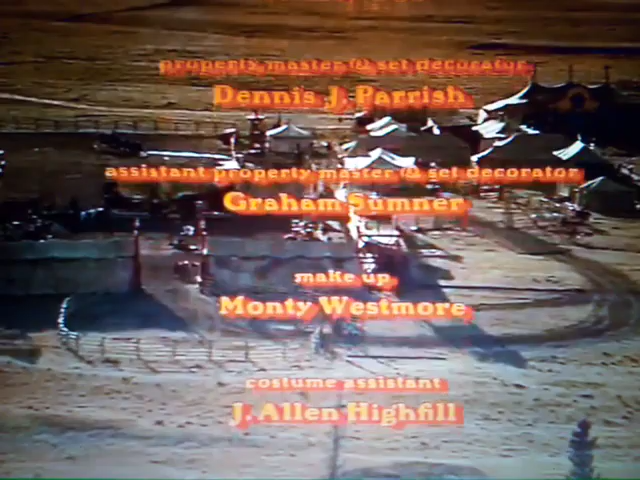 property master & set decorator
Dennis J. Parrish
assistant property master & set decorator
Graham Sumner
make up
Monty Westmore
costume assistant
J. Allen Highfill